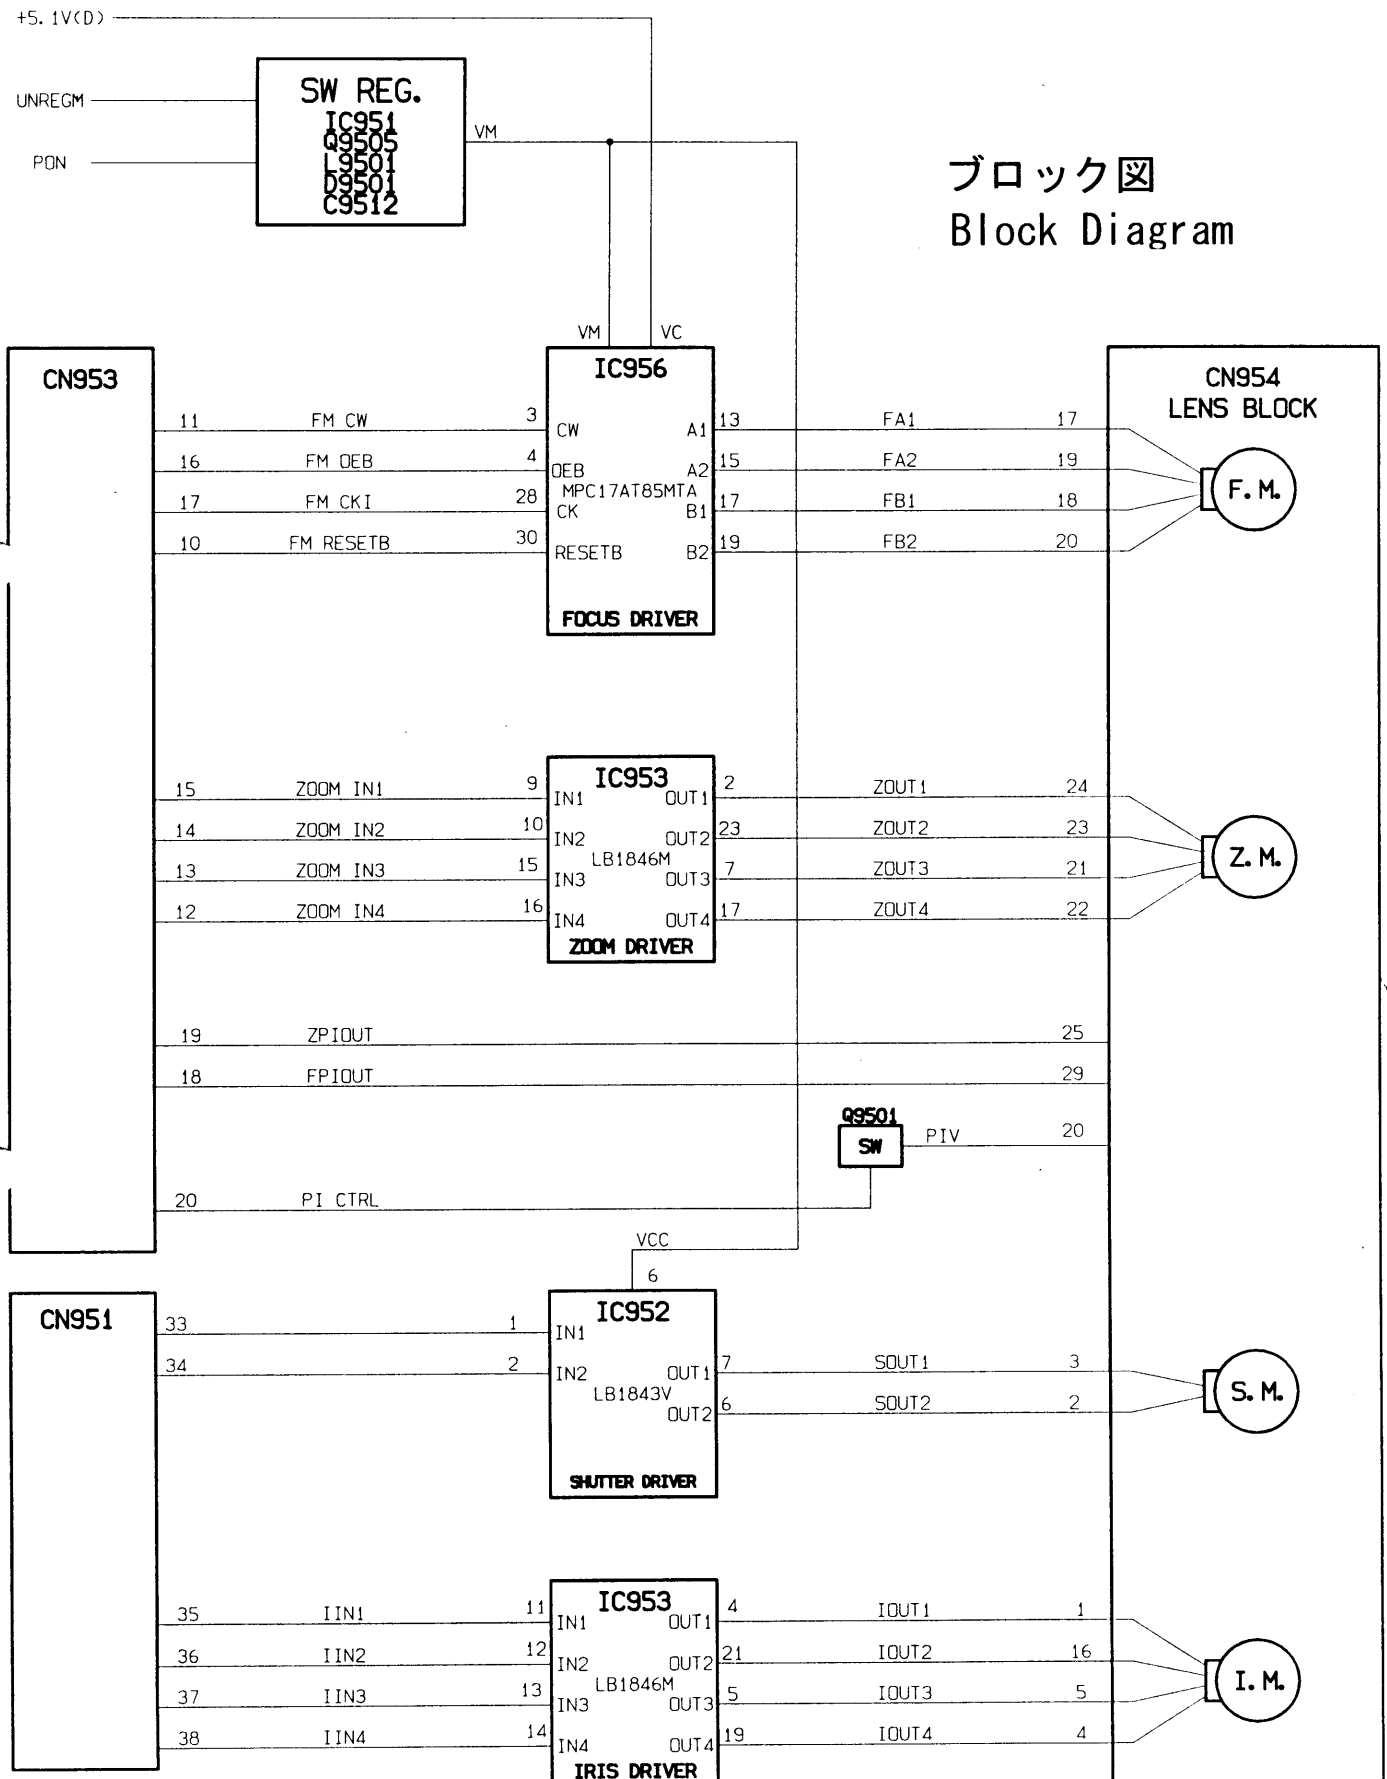 +5.1V(D)
UNREGM
PON
SW REG.
IC951
Q9505
L9501
D9501
C9512
VM
ブロック図
Block Diagram
VM VC
CN953
IC956
CN954
LENS BLOCK
11 FM CW 3 CW A1 13 FA1 17
16 FM OEB 4 OEB A2 15 FA2 19
MPC17AT85MTA
F.M.
17 FM CKI 28 CK B1 17 FB1 18
10 FM RESETB 30 RESETB B2 19 FB2 20
FOCUS DRIVER
IC953
15 ZOOM IN1 9 IN1 OUT1 2 ZOUT1 24
14 ZOOM IN2 10 IN2 OUT2 23 ZOUT2 23
LB1846M
Z.M.
13 ZOOM IN3 15 IN3 OUT3 7 ZOUT3 21
12 ZOOM IN4 16 IN4 OUT4 17 ZOUT4 22
ZOOM DRIVER
19 ZPIOUT 25
18 FPIOUT 29
Q9501
SW PIV 20
20 PI CTRL
VCC
6
CN951
IC952
33 1 IN1
34 2 IN2 OUT1 7 SOUT1 3
LB1843V
S.M.
OUT2 6 SOUT2 2
SHUTTER DRIVER
IC953
35 IIN1 11 IN1 OUT1 4 IOUT1 1
36 IIN2 12 IN2 OUT2 21 IOUT2 16
LB1846M
I.M.
37 IIN3 13 IN3 OUT3 5 IOUT3 5
38 IIN4 14 IN4 OUT4 19 IOUT4 4
IRIS DRIVER